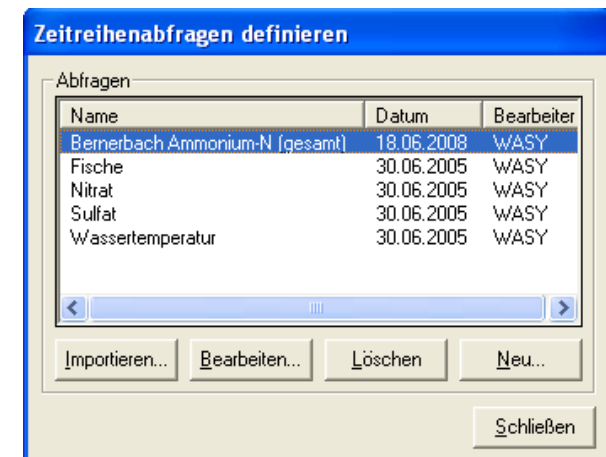 Zeitreihenabfragen definieren
Abfragen
Name Datum Bearbeiter
Bernerbach Ammonium-N (gesamt) 18.06.2008 WASY
Fische 30.06.2005 WASY
Nitrat 30.06.2005 WASY
Sulfat 30.06.2005 WASY
Wassertemperatur 30.06.2005 WASY
Importieren... Bearbeiten... Löschen Neu...
Schließen